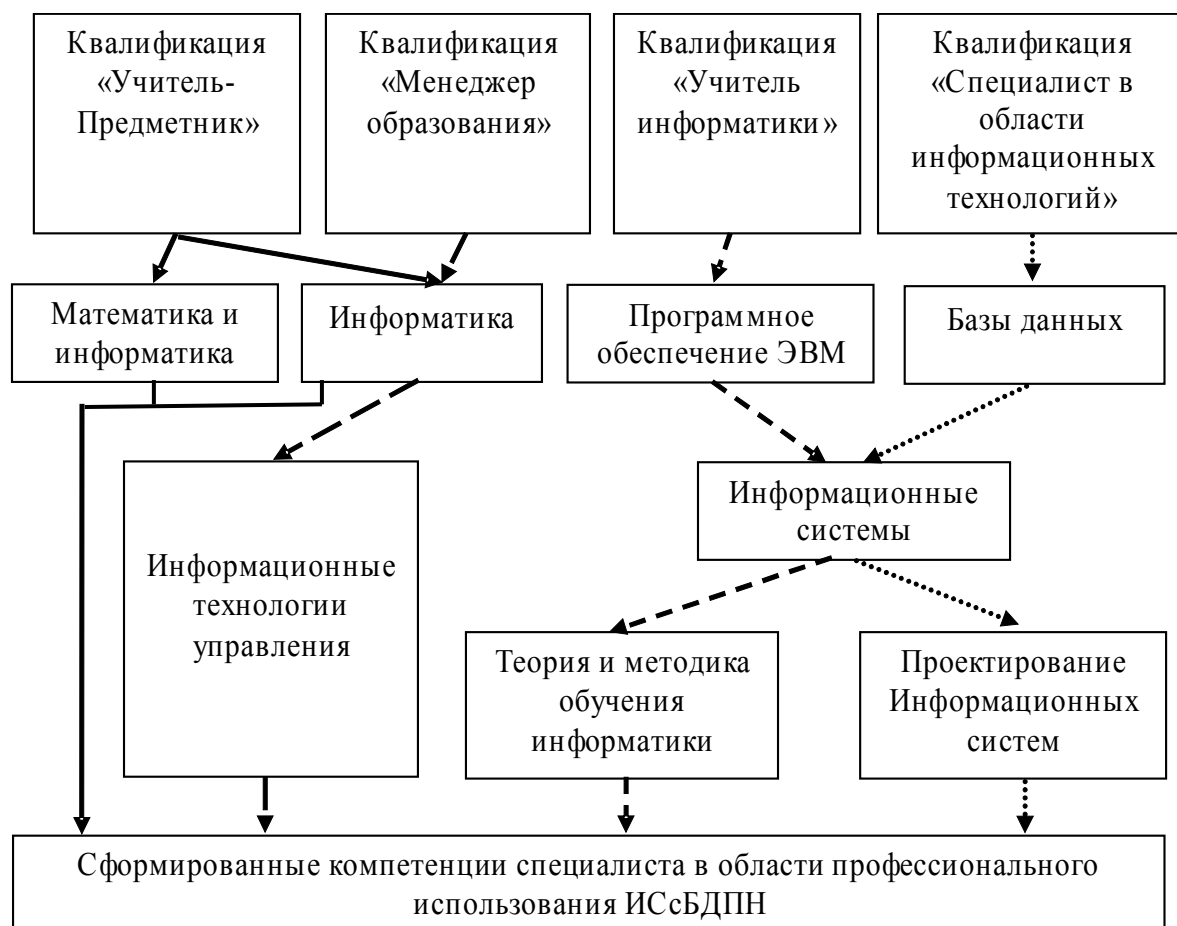 Квалификация
«Учитель-
Предметник»
Квалификация
«Менеджер
образования»
Квалификация
«Учитель
информатики»
Квалификация
«Специалист в
области
информационных
технологий»
Математика и
информатика
Информатика
Программное
обеспечение ЭВМ
Базы данных
Информационные
технологии
управления
Информационные
системы
Теория и методика
обучения
информатики
Проектирование
Информационных
систем
Сформированные компетенции специалиста в области профессионального
использования ИСсБДПН